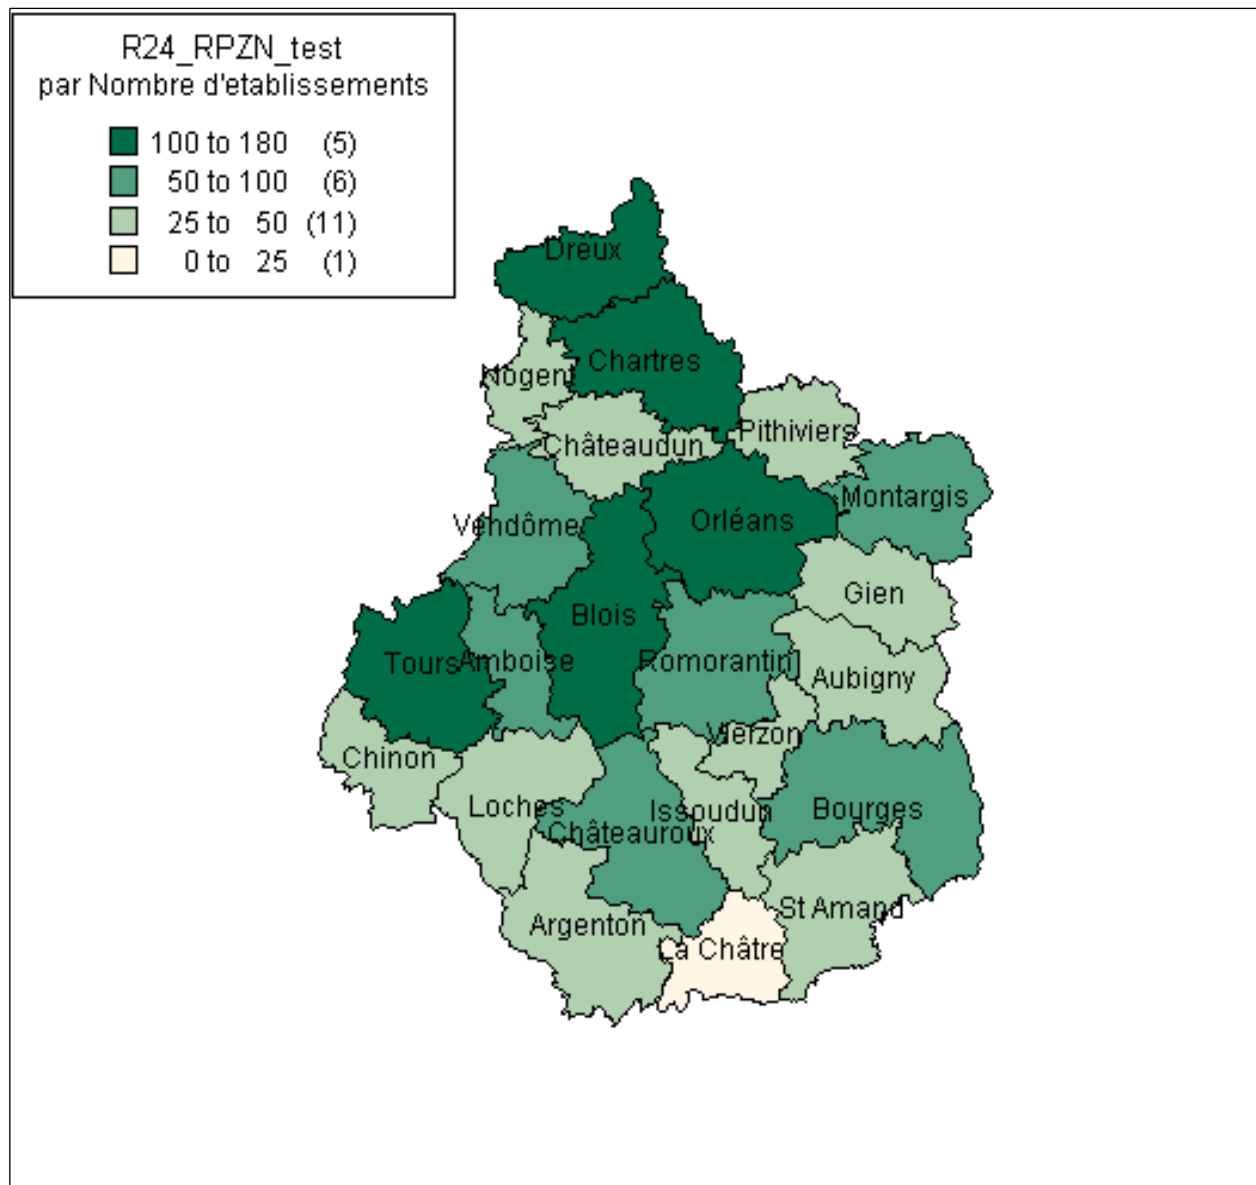 R24_RPZN_test
par Nombre d'etablissements
100 to 180 (5)
50 to 100 (6)
25 to 50 (11)
0 to 25 (1)
Dreux
Chartres
Nogent
Châteaudun
Pithiviers
Montargis
Orléans
Vendôme
Gien
Blois
Tours
Amboise
Romorantin
Aubigny
Vierzon
Chinon
Loches
Issoudun
Bourges
Châteauroux
St Amand
Argenton
La Châtre